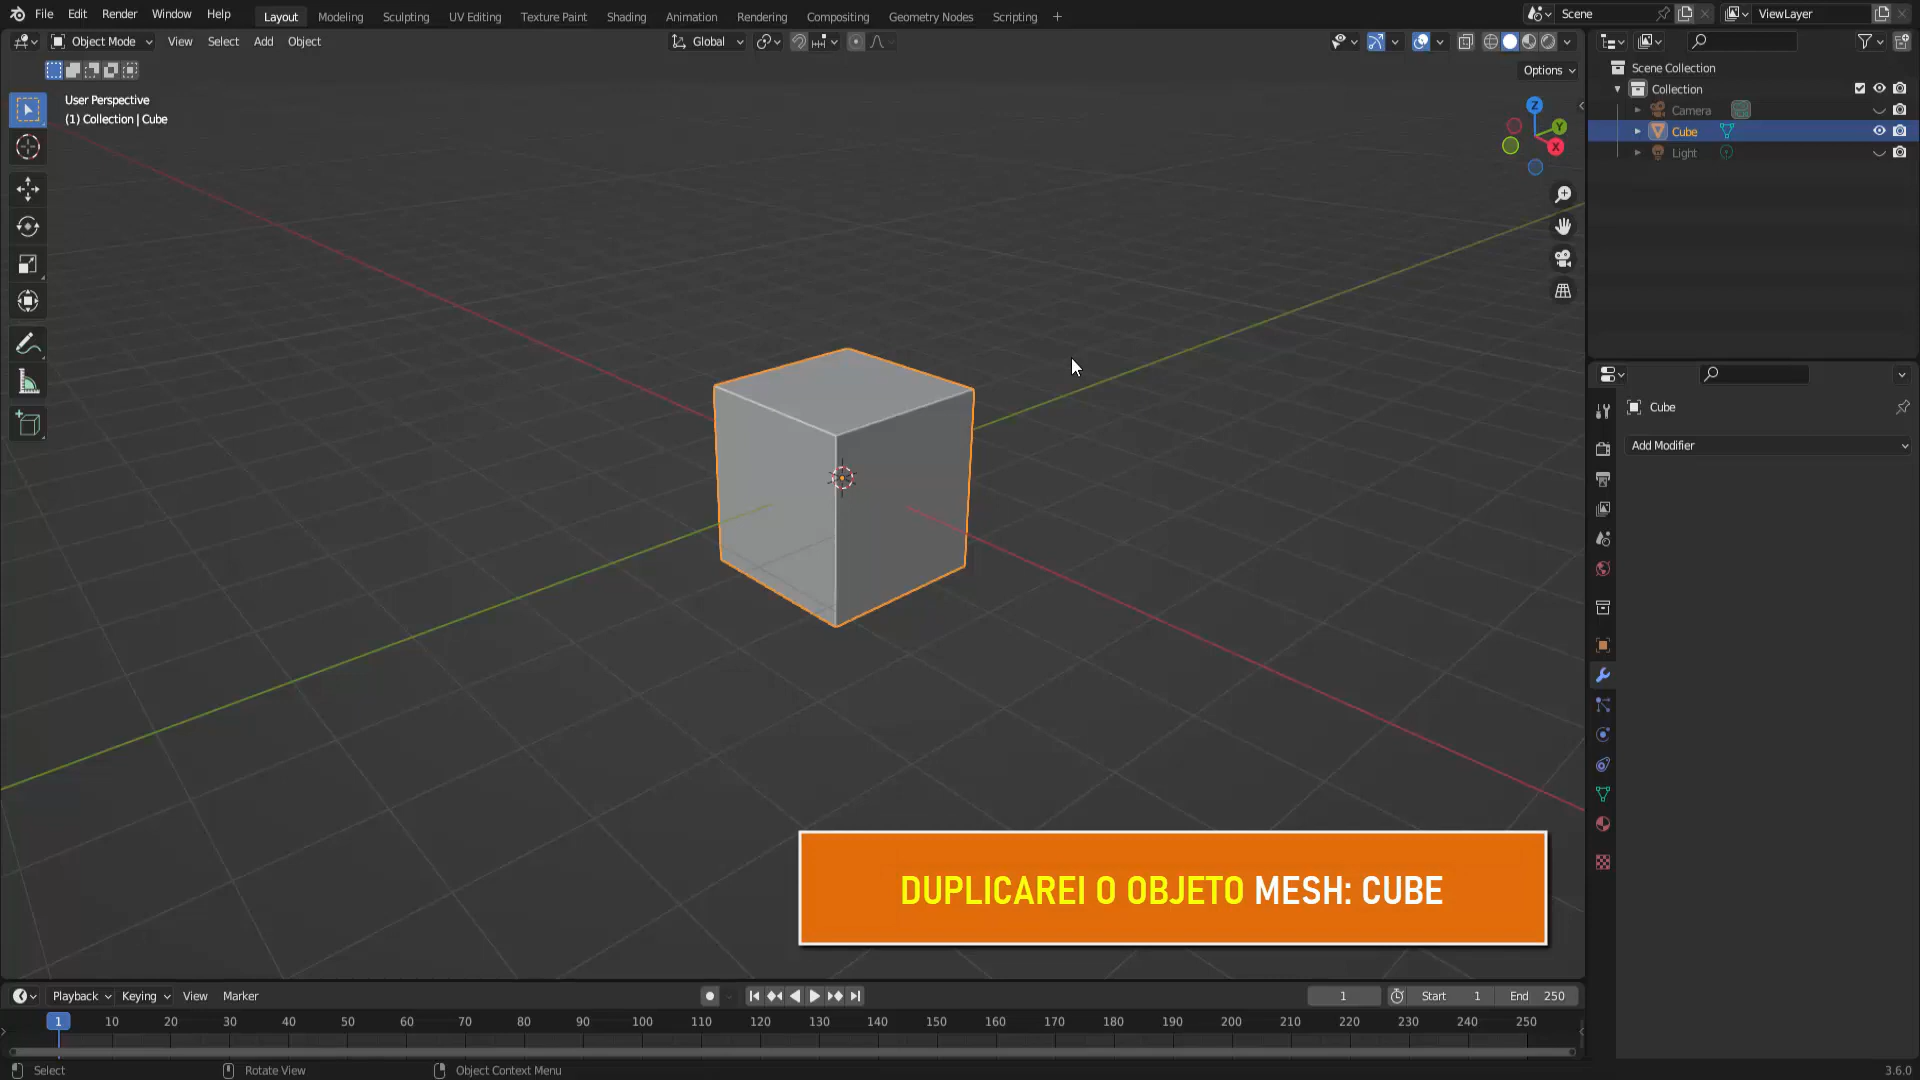 File Edit Render Window Help Layout Modeling Sculpting UV Editing Texture Paint Shading Animation Rendering Compositing Geometry Nodes Scripting + Scene ViewLayer
Object Mode View Select Add Object Global
Options
User Perspective
(1) Collection | Cube
Z
Y
X
Scene Collection
Collection
Camera
Cube
Light
Cube
Add Modifier
DUPLICAREI O OBJETO MESH: CUBE
Playback Keying View Marker 1 Start 1 End 250
1 10 20 30 40 50 60 70 80 90 100 110 120 130 140 150 160 170 180 190 200 210 220 230 240 250
Select Rotate View Object Context Menu 3.6.0